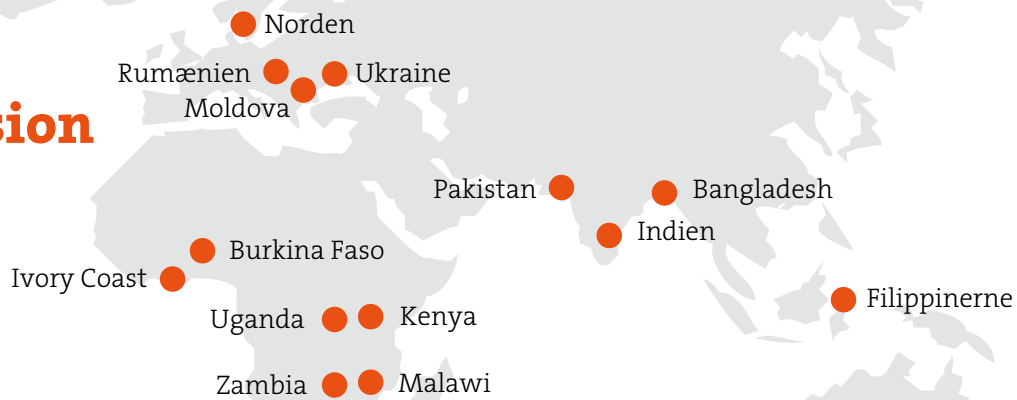 Norden
Rumænien
Ukraine
Moldova
sion
Pakistan
Bangladesh
Indien
Burkina Faso
Ivory Coast
Filippinerne
Uganda
Kenya
Zambia
Malawi